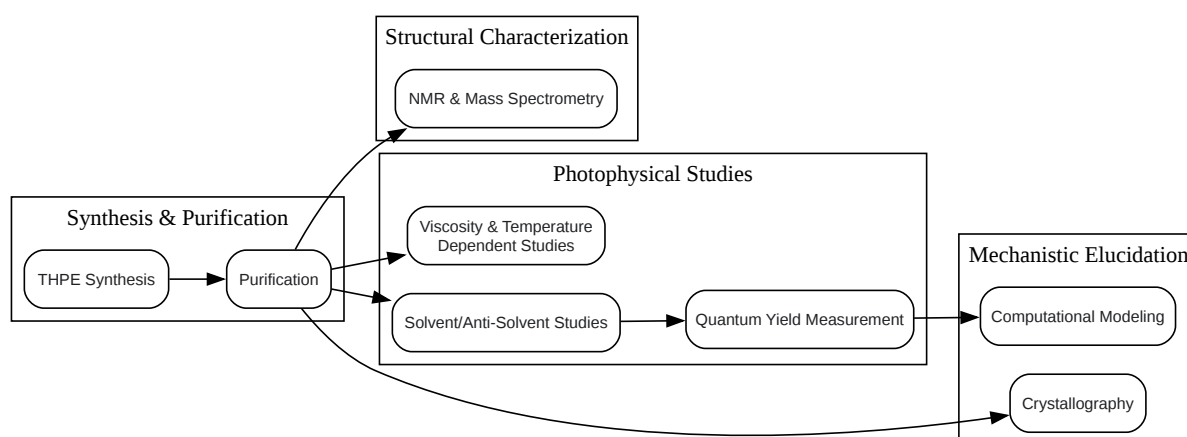 Structural Characterization
NMR & Mass Spectrometry
Photophysical Studies
Viscosity & Temperature
Dependent Studies
Solvent/Anti-Solvent Studies
Quantum Yield Measurement
Synthesis & Purification
THPE Synthesis
Purification
Mechanistic Elucidation
Computational Modeling
Crystallography